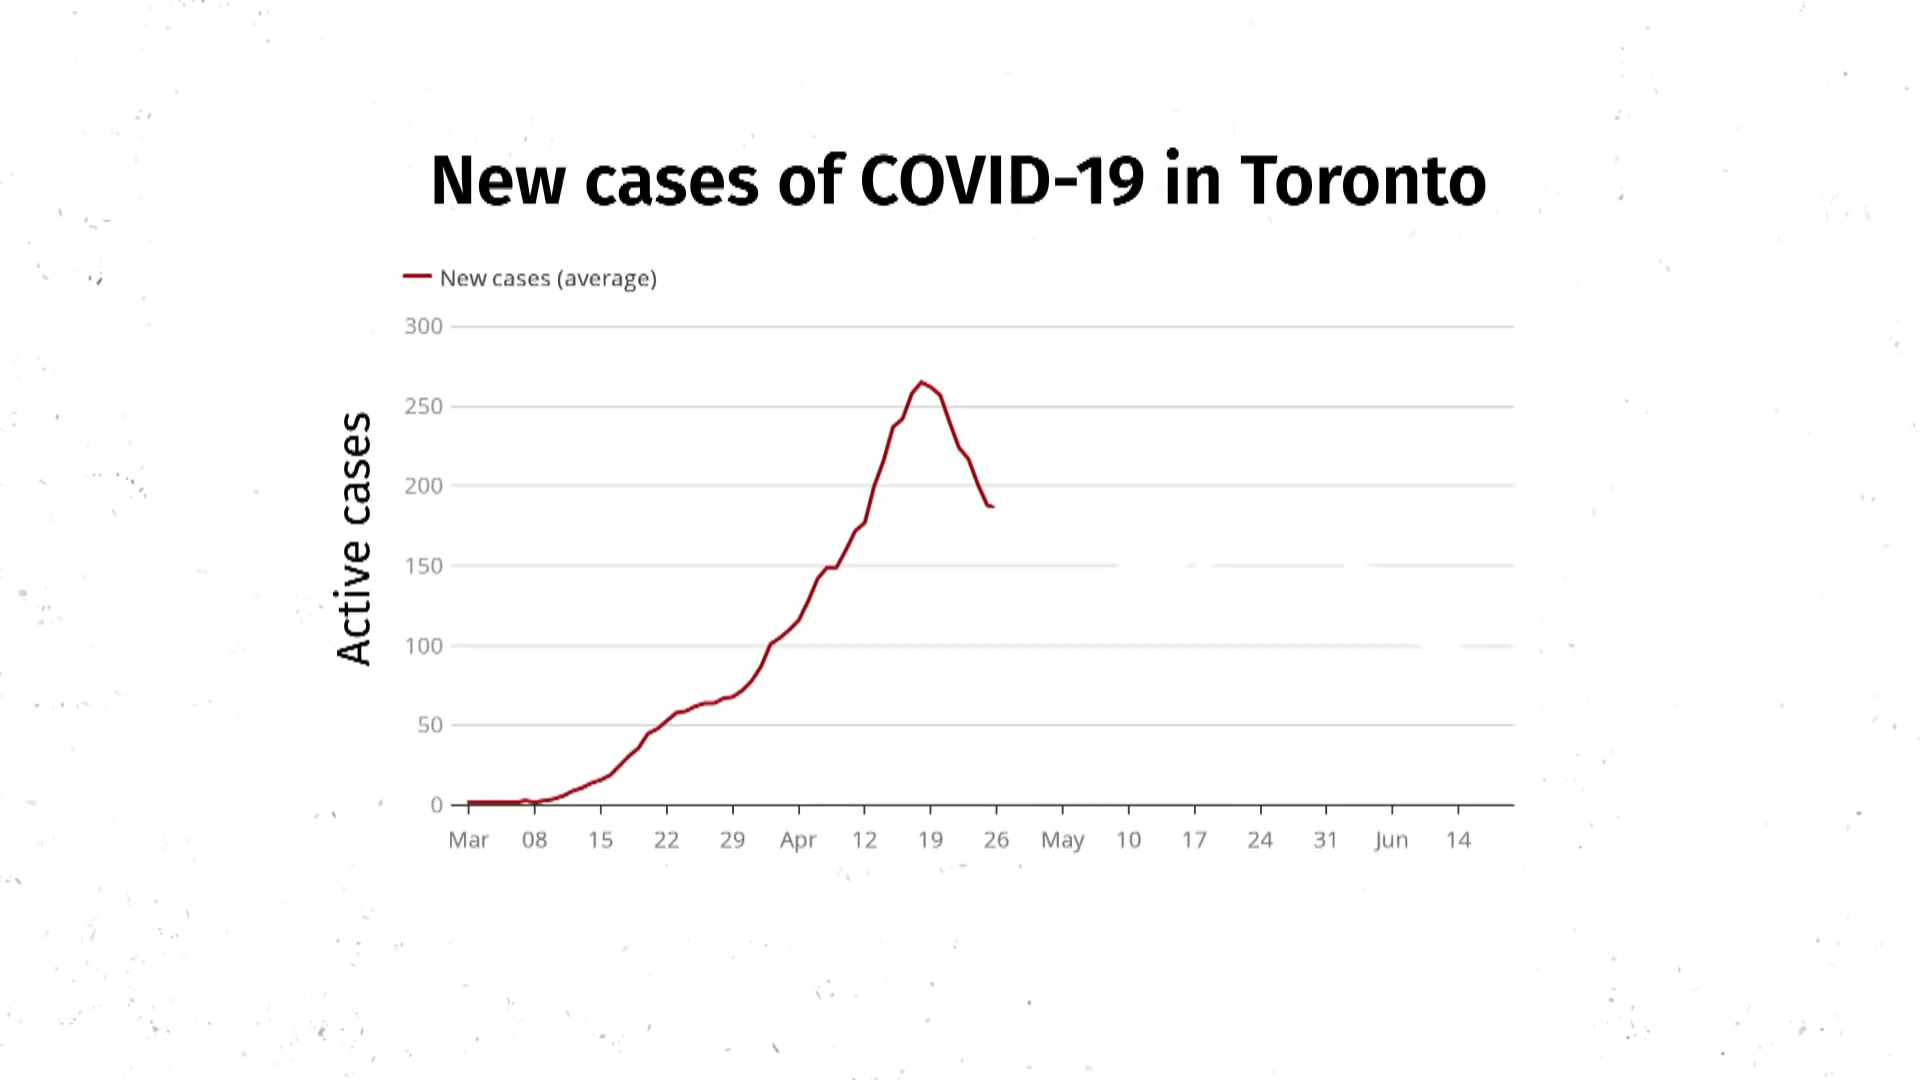 New cases of COVID-19 in Toronto
New cases (average)
Active cases
300
250
200
150
100
50
0
Mar 08 15 22 29 Apr 12 19 26 May 10 17 24 31 Jun 14